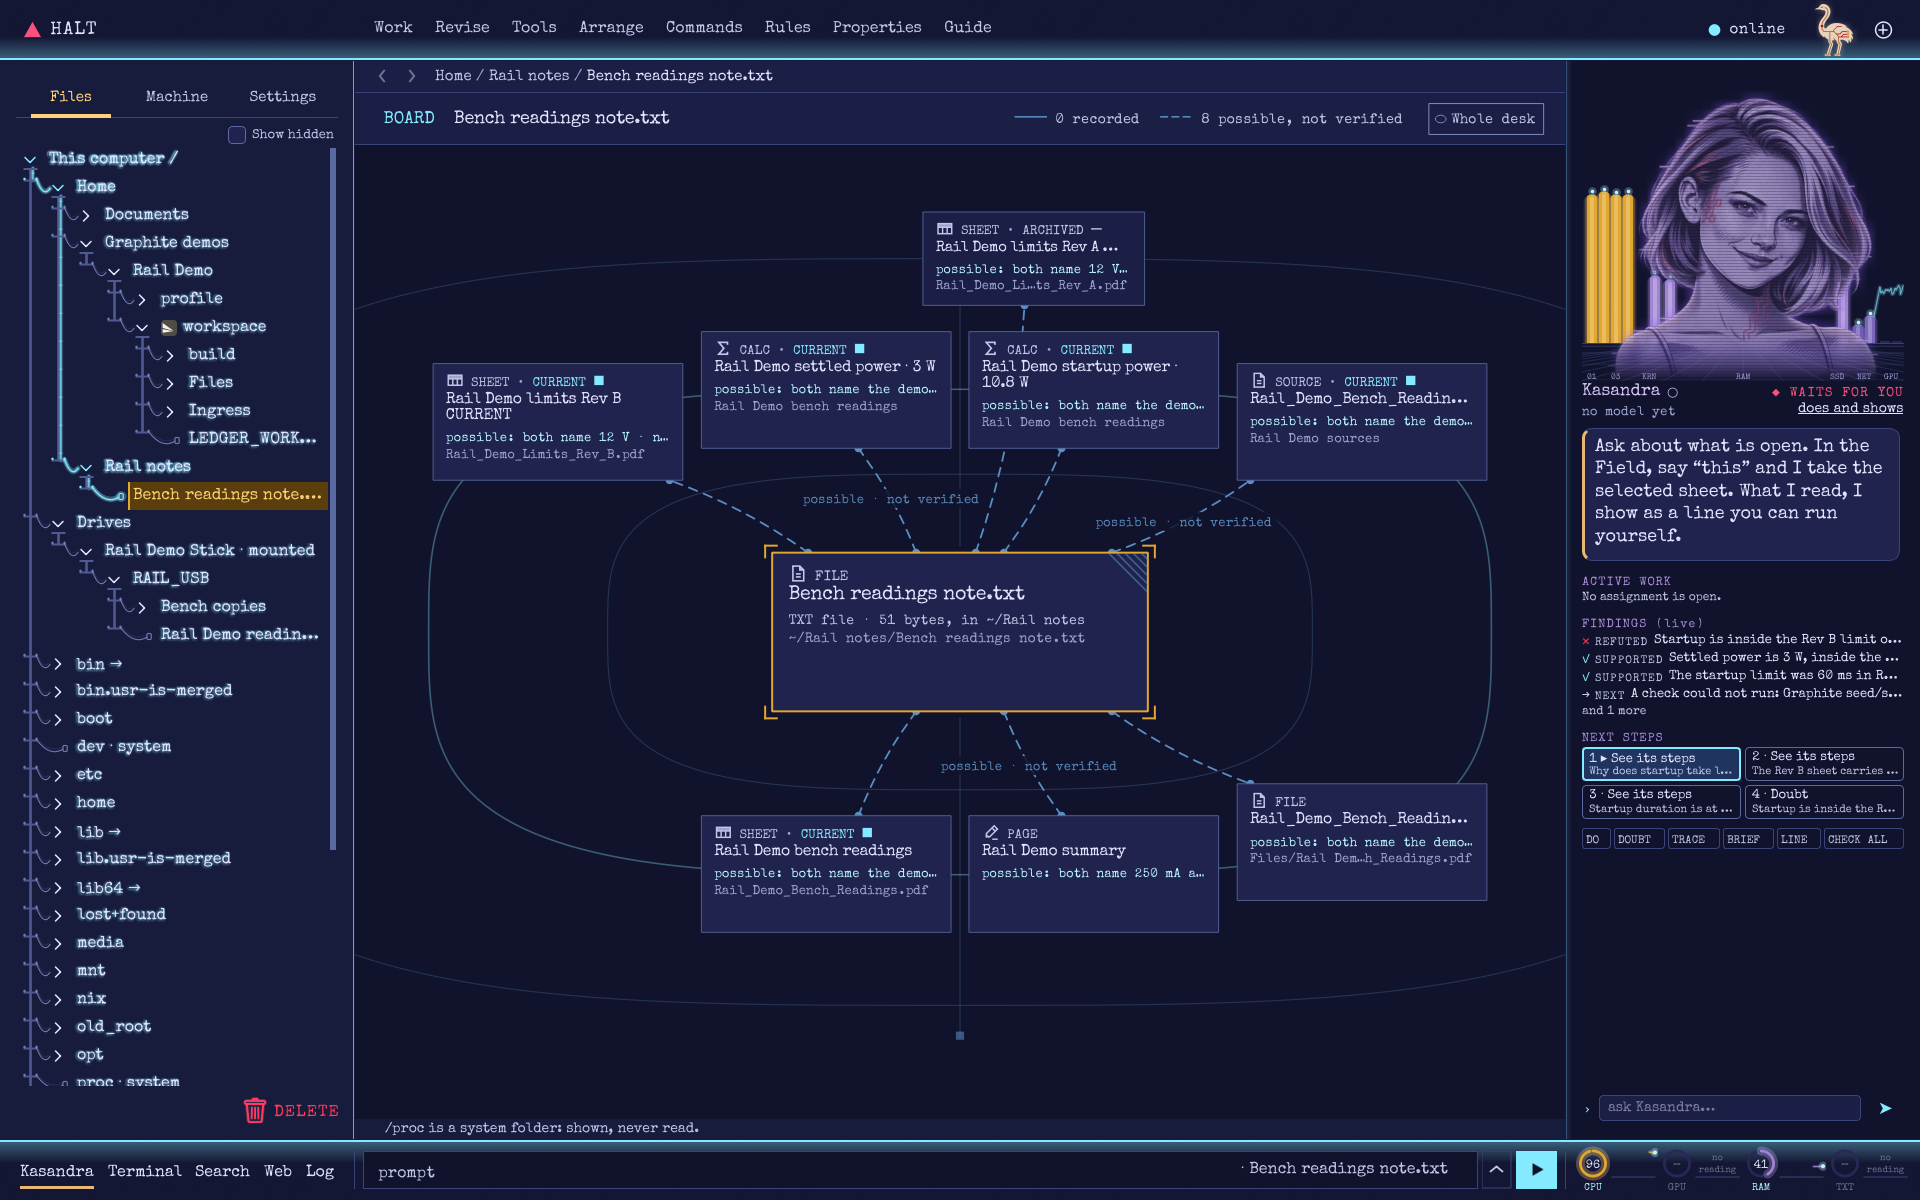 HALT
Work Revise Tools Arrange Commands Rules Properties Guide
online
Files Machine Settings
Show hidden
This computer /
Home
Documents
Graphite demos
Rail Demo
profile
workspace
build
Files
Ingress
LEDGER_WORK...
Rail notes
Bench readings note....
Drives
Rail Demo Stick · mounted
RAIL_USB
Bench copies
Rail Demo readin...
bin →
bin.usr-is-merged
boot
dev · system
etc
home
lib →
lib.usr-is-merged
lib64 →
lost+found
media
mnt
nix
old_root
opt
proc · system
DELETE
Home / Rail notes / Bench readings note.txt
BOARD Bench readings note.txt
0 recorded
8 possible, not verified
Whole desk
SHEET · ARCHIVED —
Rail Demo limits Rev A ...
possible: both name 12 V...
Rail_Demo_Li...ts_Rev_A.pdf
SHEET · CURRENT
Rail Demo limits Rev B
CURRENT
possible: both name 12 V · n...
Rail_Demo_Limits_Rev_B.pdf
CALC · CURRENT
Rail Demo settled power · 3 W
possible: both name the demo...
Rail Demo bench readings
CALC · CURRENT
Rail Demo startup power ·
10.8 W
possible: both name the demo...
Rail Demo bench readings
SOURCE · CURRENT
Rail_Demo_Bench_Readin...
possible: both name the demo...
Rail Demo sources
possible · not verified
possible · not verified
FILE
Bench readings note.txt
TXT file · 51 bytes, in ~/Rail notes
~/Rail notes/Bench readings note.txt
possible · not verified
SHEET · CURRENT
Rail Demo bench readings
possible: both name the demo...
Rail_Demo_Bench_Readings.pdf
PAGE
Rail Demo summary
possible: both name 250 mA a...
FILE
Rail_Demo_Bench_Readin...
possible: both name the demo...
Files/Rail Dem...h_Readings.pdf
/proc is a system folder: shown, never read.
01 03 KRN RAM SSD NET GPU
Kasandra
WAITS FOR YOU
no model yet
does and shows
Ask about what is open. In the
Field, say “this” and I take the
selected sheet. What I read, I
show as a line you can run
yourself.
ACTIVE WORK
No assignment is open.
FINDINGS (live)
× REFUTED Startup is inside the Rev B limit o...
✓ SUPPORTED Settled power is 3 W, inside the ...
✓ SUPPORTED The startup limit was 60 ms in R...
→ NEXT A check could not run: Graphite seed/s...
and 1 more
NEXT STEPS
1 ▸ See its steps
Why does startup take l...
2 · See its steps
The Rev B sheet carries ...
3 · See its steps
Startup duration is at ...
4 · Doubt
Startup is inside the R...
DO DOUBT TRACE BRIEF LINE CHECK ALL
› ask Kasandra...
Kasandra Terminal Search Web Log
prompt
· Bench readings note.txt
96
CPU
—
GPU
no reading
41
RAM
—
TXT
no reading